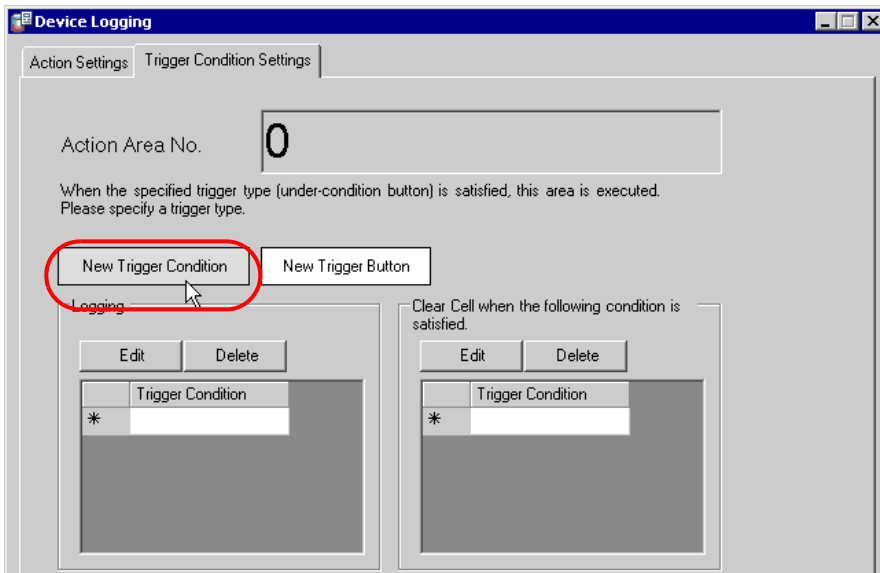 Device Logging
Action Settings
Trigger Condition Settings
Action Area No.
0
When the specified trigger type (under-condition button) is satisfied, this area is executed.
Please specify a trigger type.
New Trigger Condition
New Trigger Button
Logging
Edit
Delete
Trigger Condition
*
Clear Cell when the following condition is
satisfied.
Edit
Delete
Trigger Condition
*